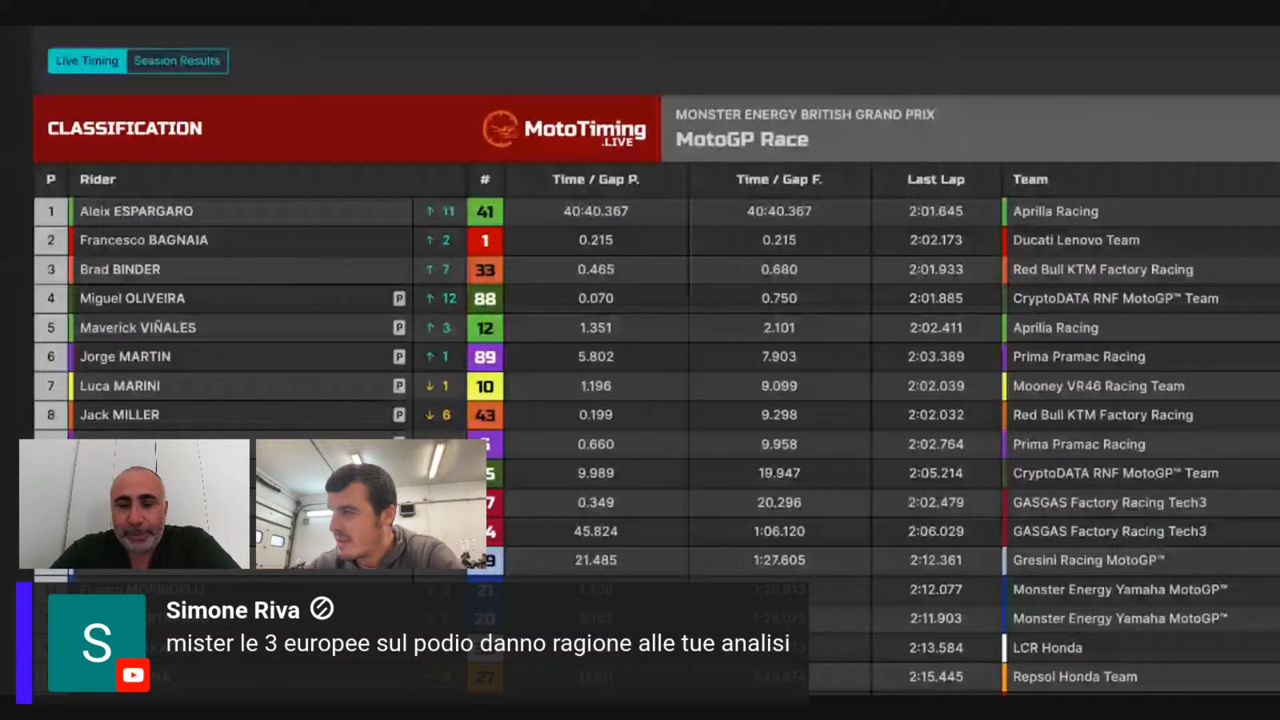 Live Timing Session Results
CLASSIFICATION MotoTiming .LIVE MONSTER ENERGY BRITISH GRAND PRIX
MotoGP Race
P Rider # Time / Gap P. Time / Gap F. Last Lap Team
1 Aleix ESPARGARO ↑ 11 41 40:40.367 40:40.367 2:01.645 Aprilia Racing
2 Francesco BAGNAIA ↑ 2 1 0.215 0.215 2:02.173 Ducati Lenovo Team
3 Brad BINDER ↑ 7 33 0.465 0.680 2:01.933 Red Bull KTM Factory Racing
4 Miguel OLIVEIRA P ↑ 12 88 0.070 0.750 2:01.885 CryptoDATA RNF MotoGP™ Team
5 Maverick VIÑALES P ↑ 3 12 1.351 2.101 2:02.411 Aprilia Racing
6 Jorge MARTIN P ↑ 1 89 5.802 7.903 2:03.389 Prima Pramac Racing
7 Luca MARINI P ↓ 1 10 1.196 9.099 2:02.039 Mooney VR46 Racing Team
8 Jack MILLER P ↓ 6 43 0.199 9.298 2:02.032 Red Bull KTM Factory Racing
0.660 9.958 2:02.764 Prima Pramac Racing
5 9.989 19.947 2:05.214 CryptoDATA RNF MotoGP™ Team
7 0.349 20.296 2:02.479 GASGAS Factory Racing Tech3
4 45.824 1:06.120 2:06.029 GASGAS Factory Racing Tech3
9 21.485 1:27.605 2:12.361 Gresini Racing MotoGP™
Franco MORBIDELLI 21 2:12.077 Monster Energy Yamaha MotoGP™
20 2:11.903 Monster Energy Yamaha MotoGP™
2:13.584 LCR Honda
27 2:15.445 Repsol Honda Team
S
Simone Riva
mister le 3 europee sul podio danno ragione alle tue analisi